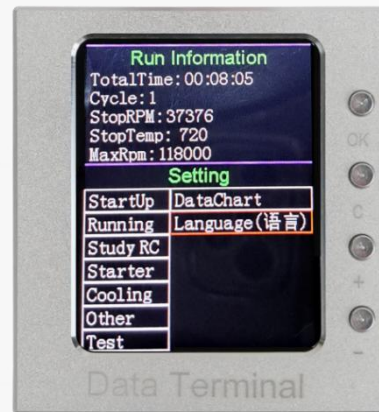 Run Information
TotalTime:00:08:05
Cycle:1
StopRPM:37376
StopTemp: 720
MaxRpm:118000
Setting
StartUp DataChart
Running Language(语言)
Study RC
Starter
Cooling
Other
Test
OK
C
+
-
Data Terminal